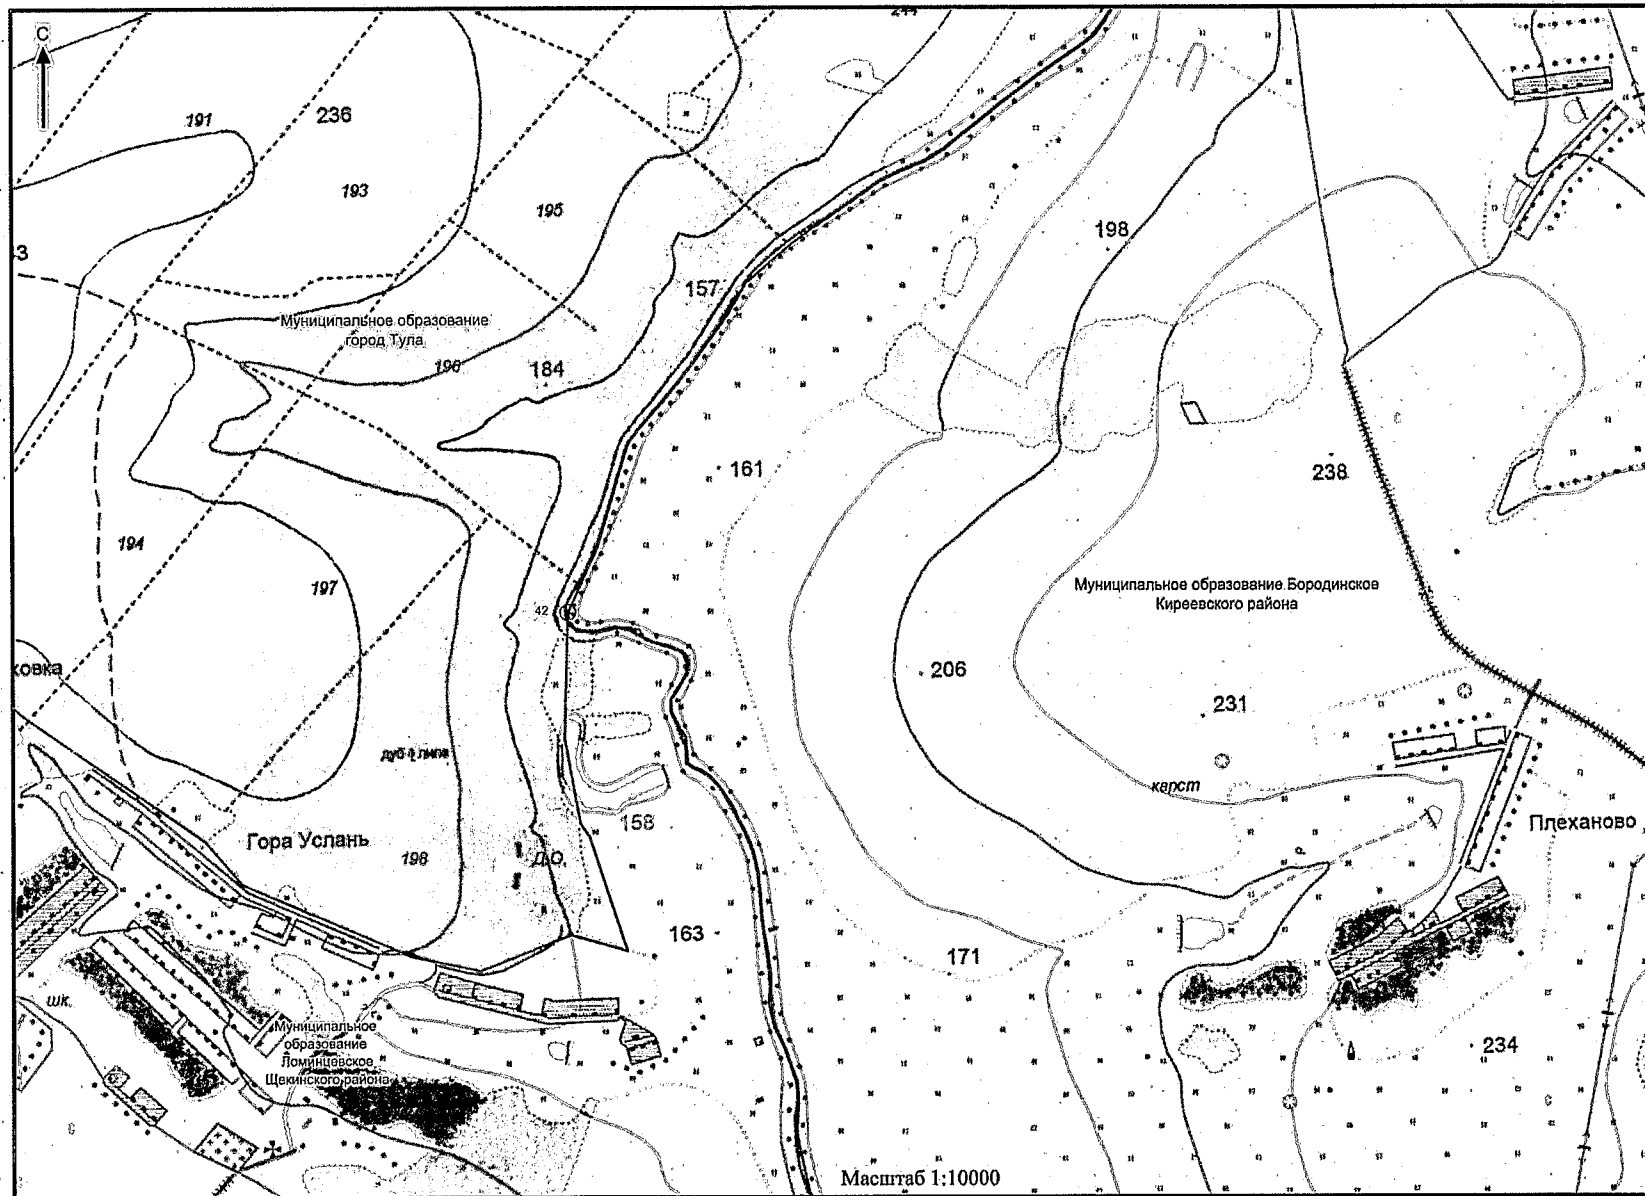 С
191
236
193
195
198
157
Муниципальное образование
город Тула
196
184
161
238
194
197
42
Муниципальное образование Бородинское
Киреевского района
206
231
дуб липа
карст
158
Плеханово
Гора Услань
198
Д.О.
163
171
шк.
Муниципальное
образование
Ломинцевское
Щекинского района
234
Масштаб 1:10000